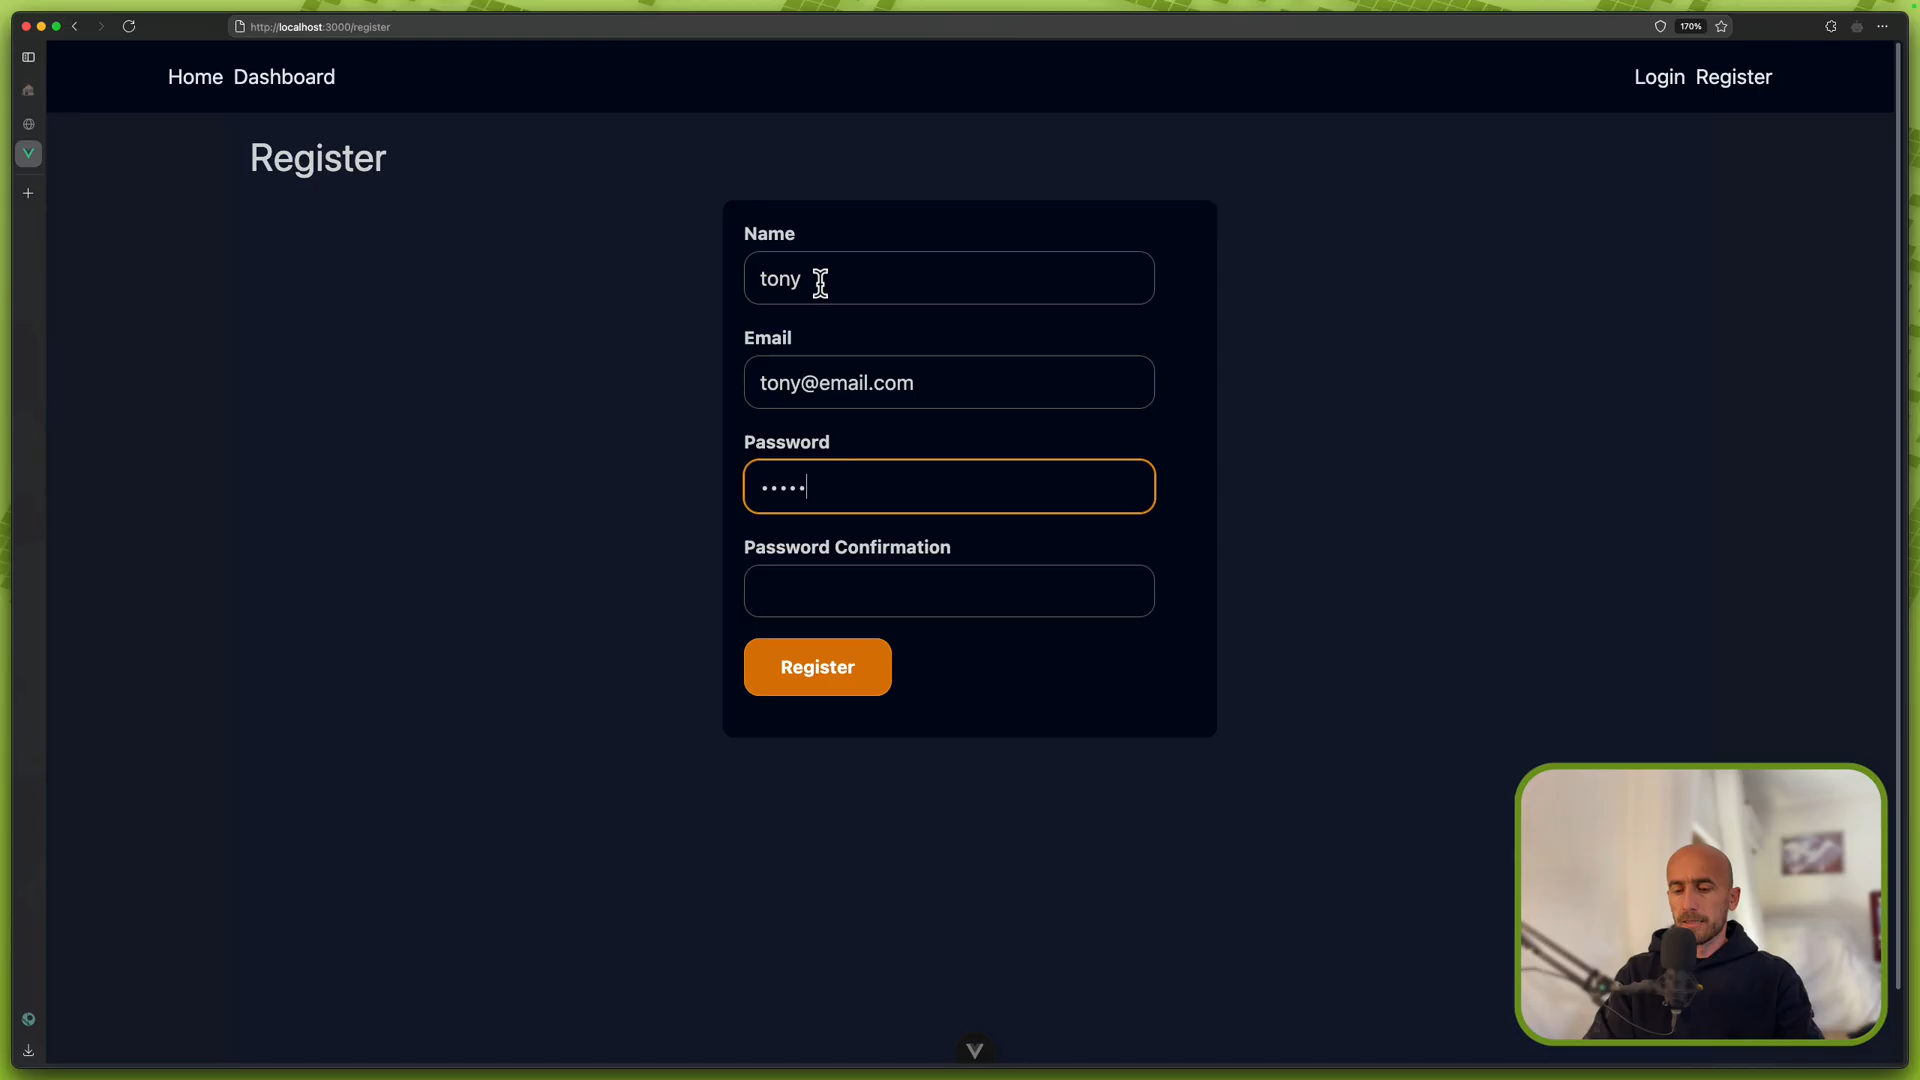 http://localhost:3000/register
170%
Home Dashboard
Login Register
Register
Name
tony
Email
tony@email.com
Password
•••••
Password Confirmation
Register